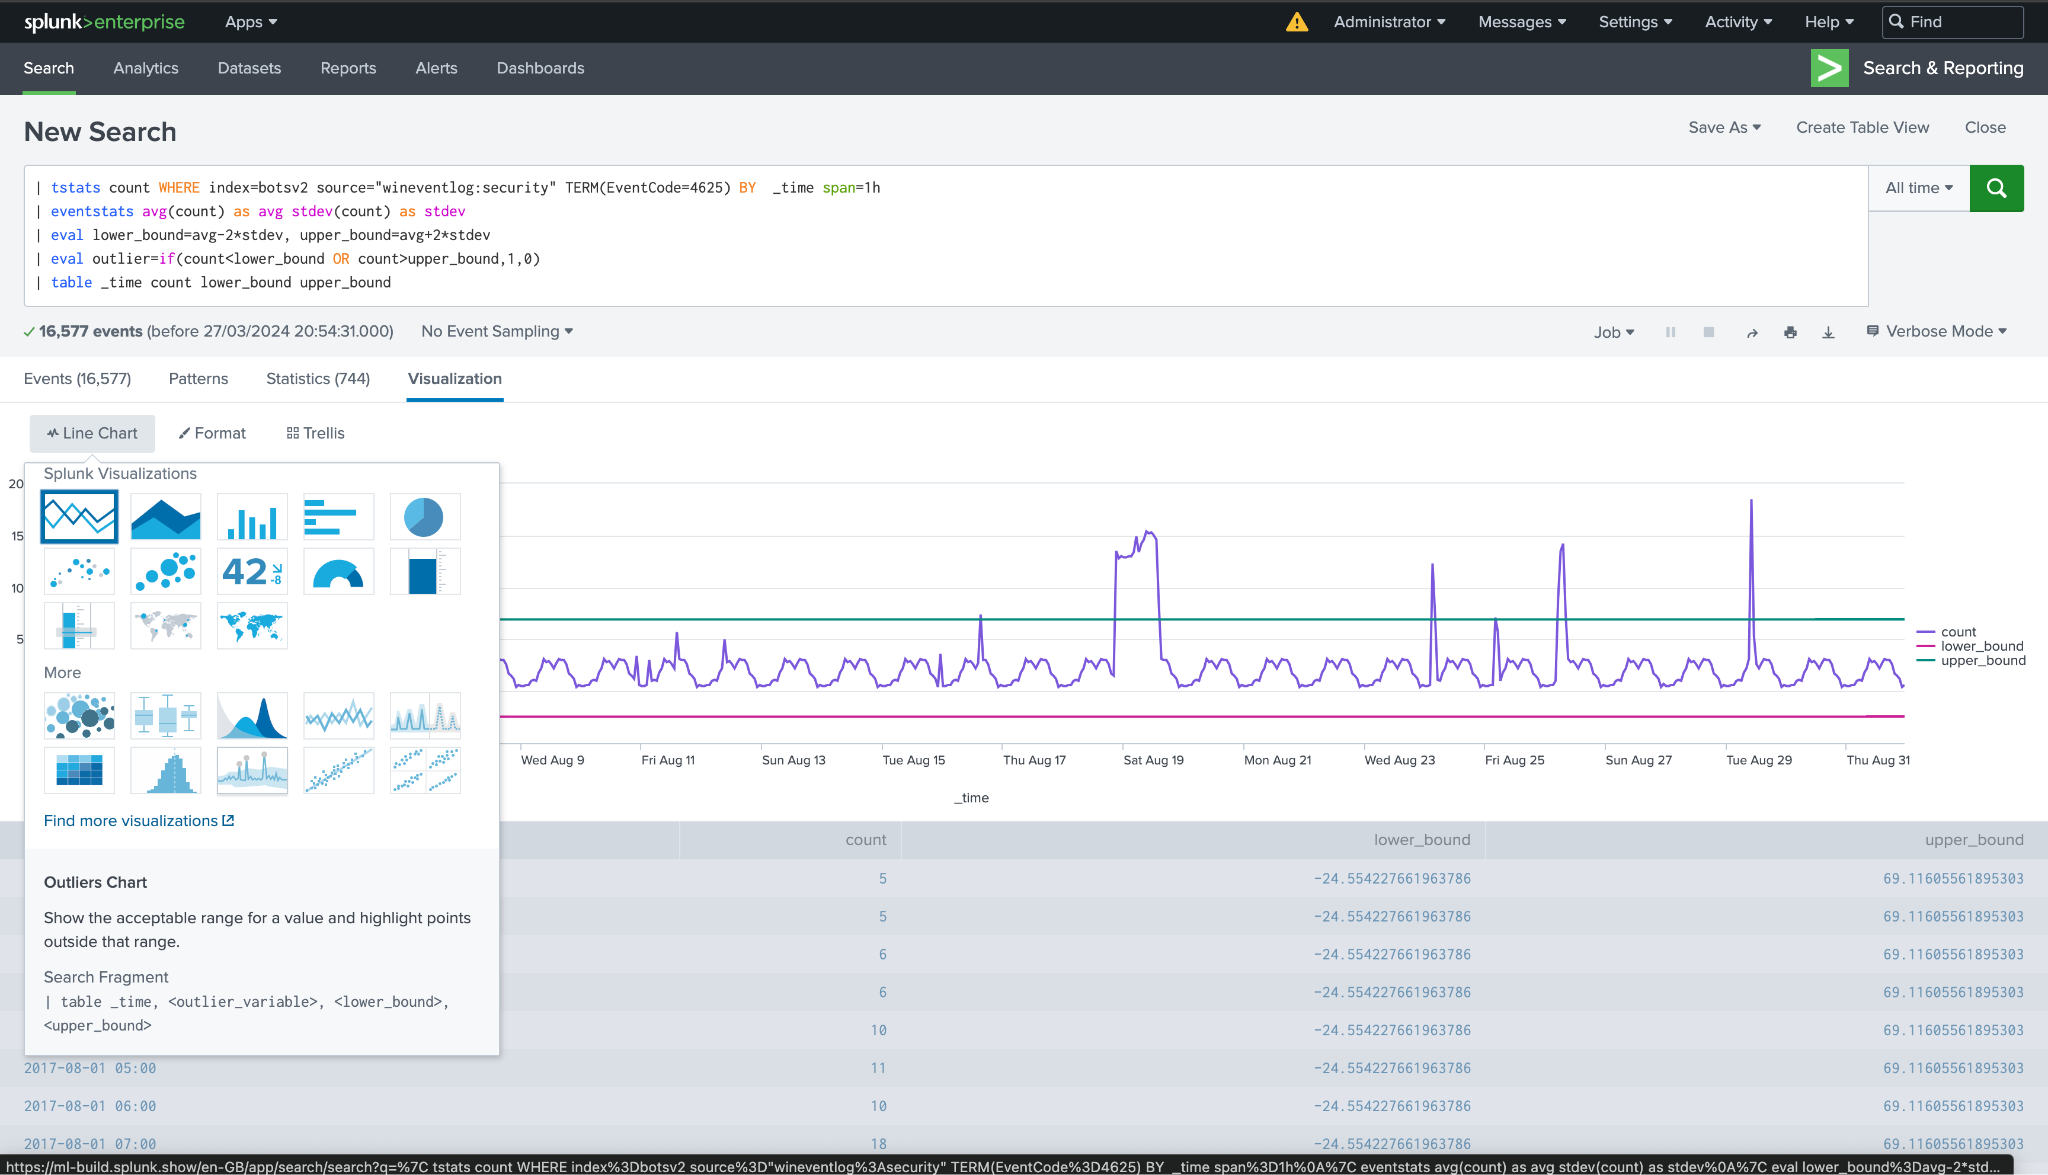 splunk>enterprise Apps Administrator Messages Settings Activity Help Find
Search Analytics Datasets Reports Alerts Dashboards Search & Reporting
New Search Save As Create Table View Close
| tstats count WHERE index=botsv2 source="wineventlog:security" TERM(EventCode=4625) BY _time span=1h
| eventstats avg(count) as avg stdev(count) as stdev
| eval lower_bound=avg-2*stdev, upper_bound=avg+2*stdev
| eval outlier=if(count<lower_bound OR count>upper_bound,1,0)
| table _time count lower_bound upper_bound
All time
16,577 events (before 27/03/2024 20:54:31.000) No Event Sampling Job Verbose Mode
Events (16,577) Patterns Statistics (744) Visualization
Line Chart Format Trellis
Splunk Visualizations
42 -8
More
Find more visualizations
Outliers Chart
Show the acceptable range for a value and highlight points
outside that range.
Search Fragment
| table _time, <outlier_variable>, <lower_bound>,
<upper_bound>
20
15
10
5
count
lower_bound
upper_bound
Wed Aug 9 Fri Aug 11 Sun Aug 13 Tue Aug 15 Thu Aug 17 Sat Aug 19 Mon Aug 21 Wed Aug 23 Fri Aug 25 Sun Aug 27 Tue Aug 29 Thu Aug 31
_time
count lower_bound upper_bound
5 -24.554227661963786 69.11605561895303
5 -24.554227661963786 69.11605561895303
6 -24.554227661963786 69.11605561895303
6 -24.554227661963786 69.11605561895303
10 -24.554227661963786 69.11605561895303
2017-08-01 05:00 11 -24.554227661963786 69.11605561895303
2017-08-01 06:00 10 -24.554227661963786 69.11605561895303
2017-08-01 07:00 18 -24.554227661963786 69.11605561895303
https://ml-build.splunk.show/en-GB/app/search/search?q=%7C tstats count WHERE index%3Dbotsv2 source%3D"wineventlog%3Asecurity" TERM(EventCode%3D4625) BY _time span%3D1h%0A%7C eventstats avg(count) as avg stdev(count) as stdev%0A%7C eval lower_bound%3Davg-2*std...